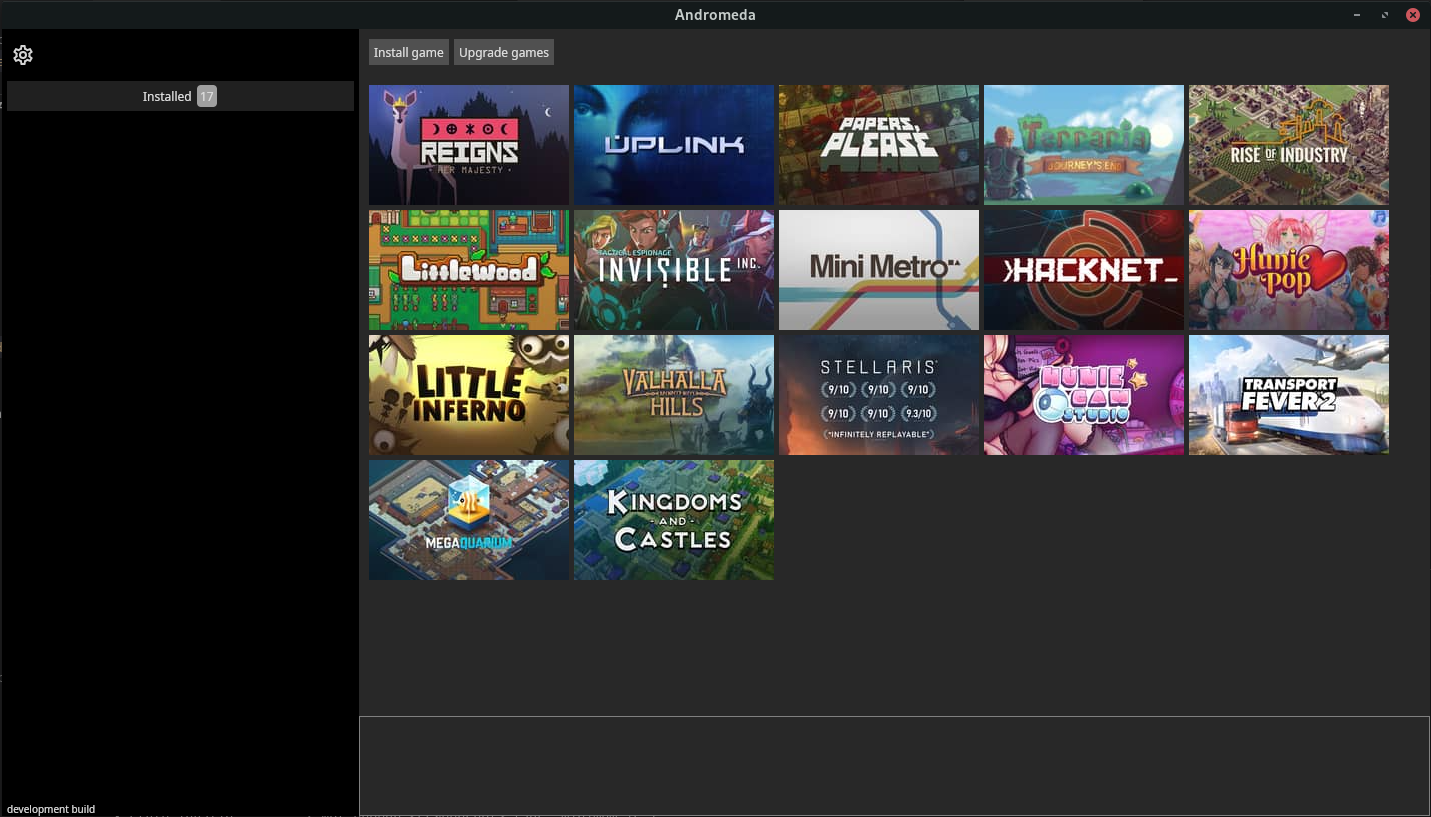 Andromeda
Install game
Upgrade games
Installed 17
REIGNS
· HER MAJESTY ·
UPLINK
PAPERS,
PLEASE
Terraria
JOURNEY'S END
RISE OF INDUSTRY
LittleWood
TACTICAL ESPIONAGE
INVISIBLE INC.
Mini Metro
HACKNET_
Hunie
pop
LITTLE
INFERNO
VALHALLA
HILLS
STELLARIS
9/10 9/10 9/10
9/10 9/10 9.3/10
"INFINITELY REPLAYABLE"
HUNIE
CAM
STUDIO
TRANSPORT
FEVER 2
MEGAQUARIUM
KINGDOMS
- AND -
CASTLES
development build